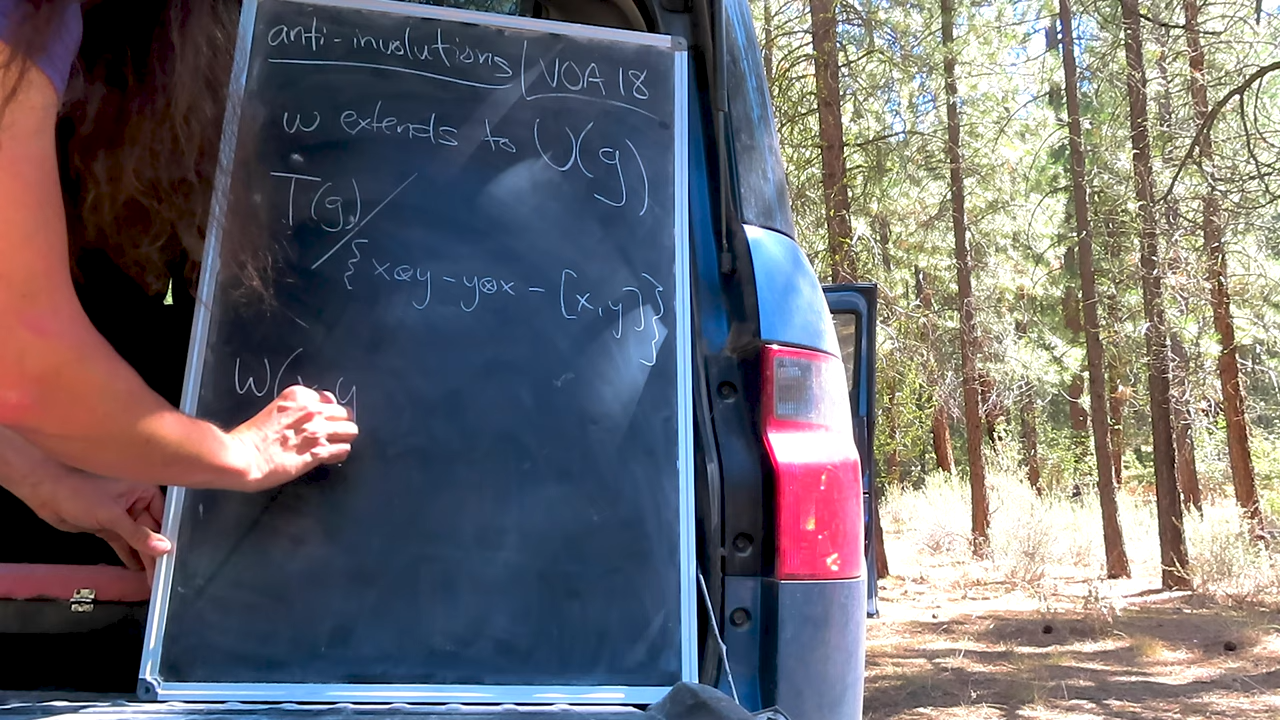 anti-involutions | VOA 18
w extends to U(g)
T(g) /
{x⊗y - y⊗x - [x,y]}
w(x y